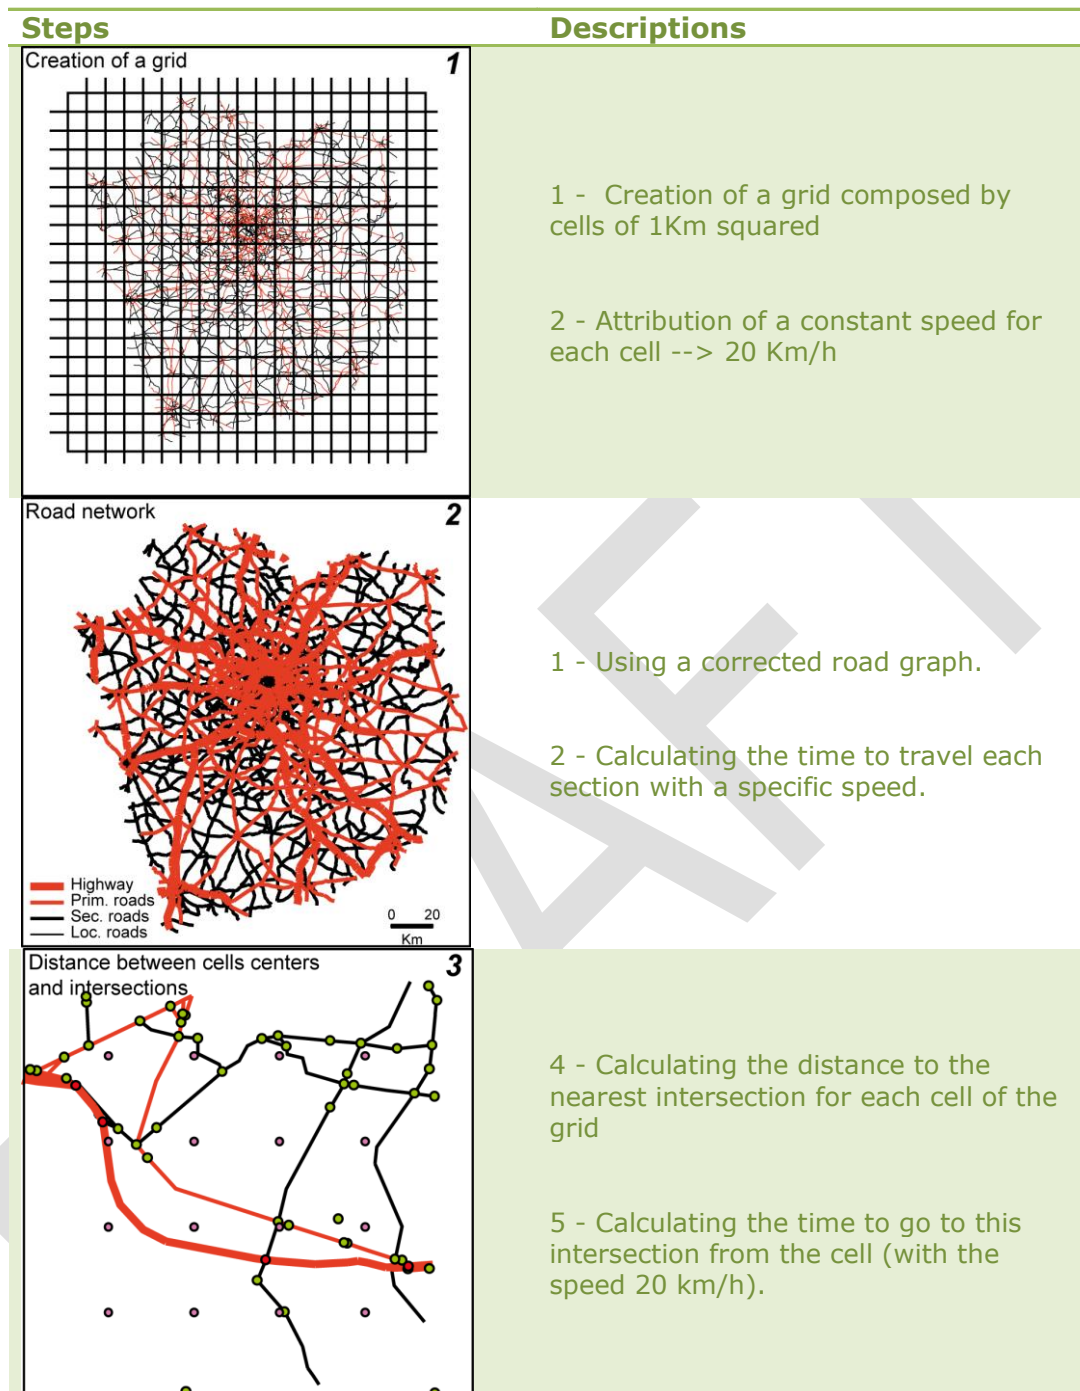 Steps
Descriptions
Creation of a grid
1
1 - Creation of a grid composed by
cells of 1Km squared
2 - Attribution of a constant speed for
each cell --> 20 Km/h
Road network
2
Highway
Prim. roads
Sec. roads
Loc. roads
0 20
Km
1 - Using a corrected road graph.
2 - Calculating the time to travel each
section with a specific speed.
Distance between cells centers
and intersections
3
4 - Calculating the distance to the
nearest intersection for each cell of the
grid
5 - Calculating the time to go to this
intersection from the cell (with the
speed 20 km/h).
AFT